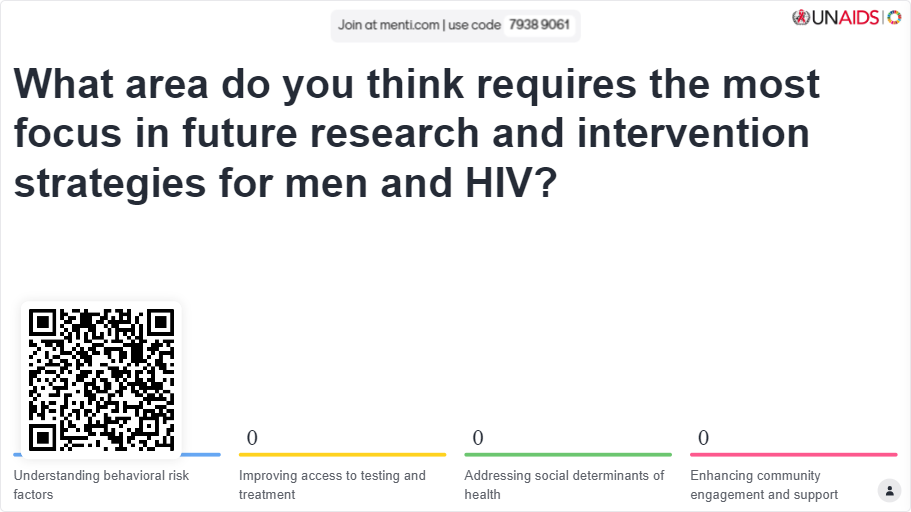 Join at menti.com | use code 7938 9061
UNAIDS
What area do you think requires the most
focus in future research and intervention
strategies for men and HIV?
0
0
0
Understanding behavioral risk
factors
Improving access to testing and
treatment
Addressing social determinants of
health
Enhancing community
engagement and support